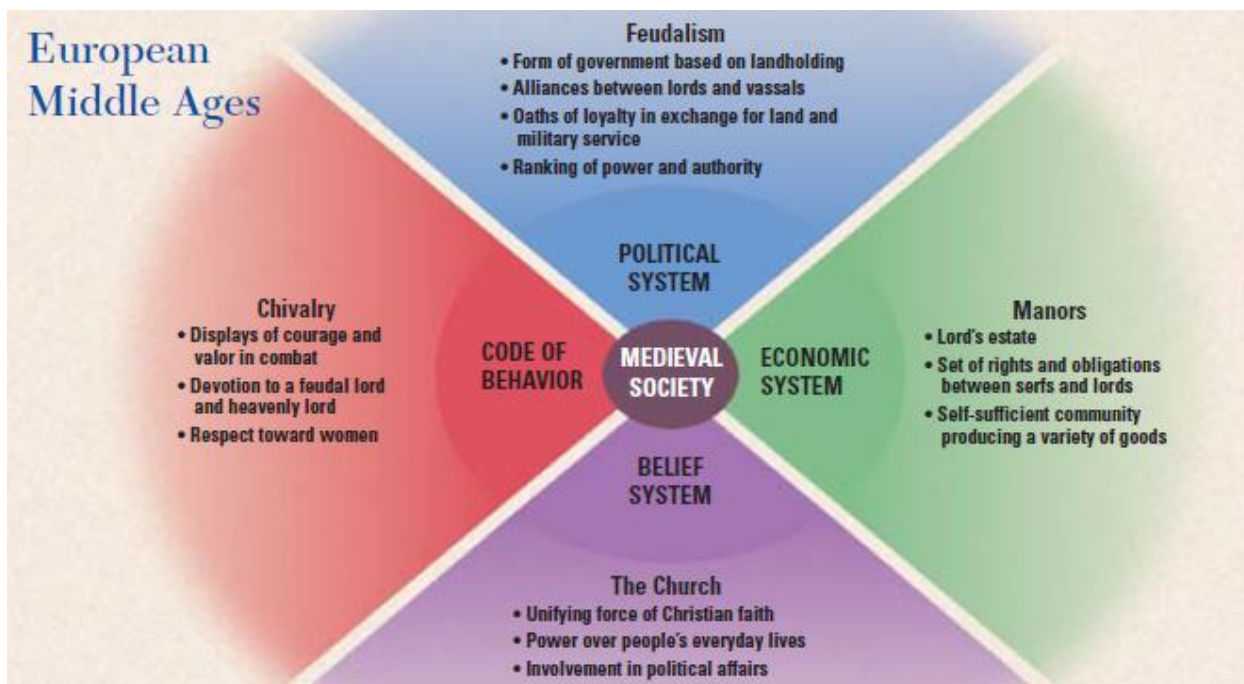 European
Middle Ages
Feudalism
• Form of government based on landholding
• Alliances between lords and vassals
• Oaths of loyalty in exchange for land and
military service
• Ranking of power and authority
POLITICAL
SYSTEM
Chivalry
• Displays of courage and
valor in combat
• Devotion to a feudal lord
and heavenly lord
• Respect toward women
CODE OF
BEHAVIOR
MEDIEVAL
SOCIETY
ECONOMIC
SYSTEM
Manors
• Lord's estate
• Set of rights and obligations
between serfs and lords
• Self-sufficient community
producing a variety of goods
BELIEF
SYSTEM
The Church
• Unifying force of Christian faith
• Power over people's everyday lives
• Involvement in political affairs